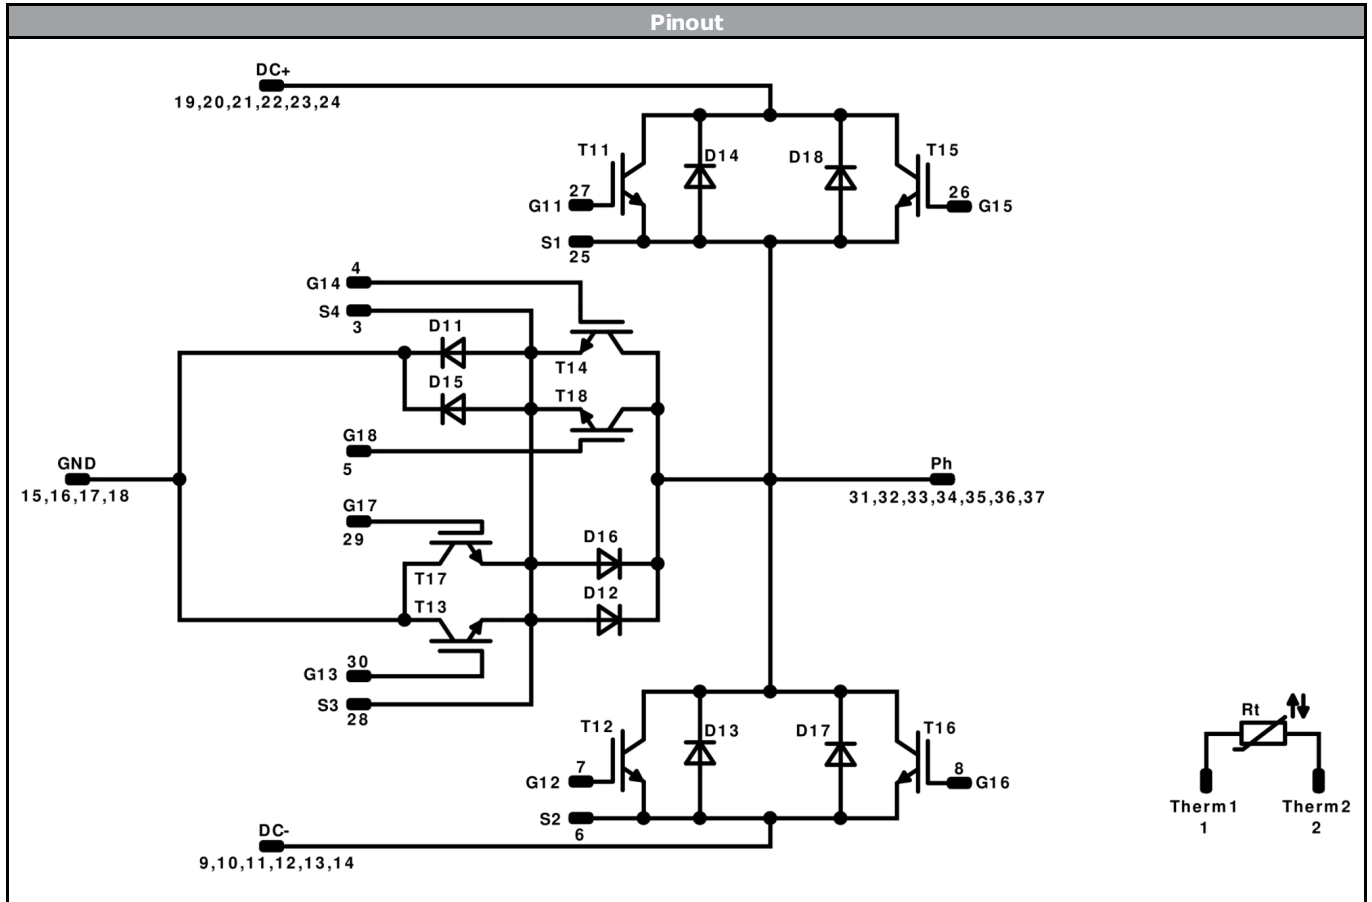 Pinout
DC+
19,20,21,22,23,24
T11
D14
D18
T15
27
G11
26
G15
S1
25
4
G14
S4
3
D11
T14
D15
T18
G18
5
GND
15,16,17,18
Ph
31,32,33,34,35,36,37
G17
29
D16
T17
D12
T13
30
G13
S3
28
T12
D13
D17
T16
7
G12
8
G16
S2
6
DC-
9,10,11,12,13,14
Rt
Therm1
Therm2
1
2